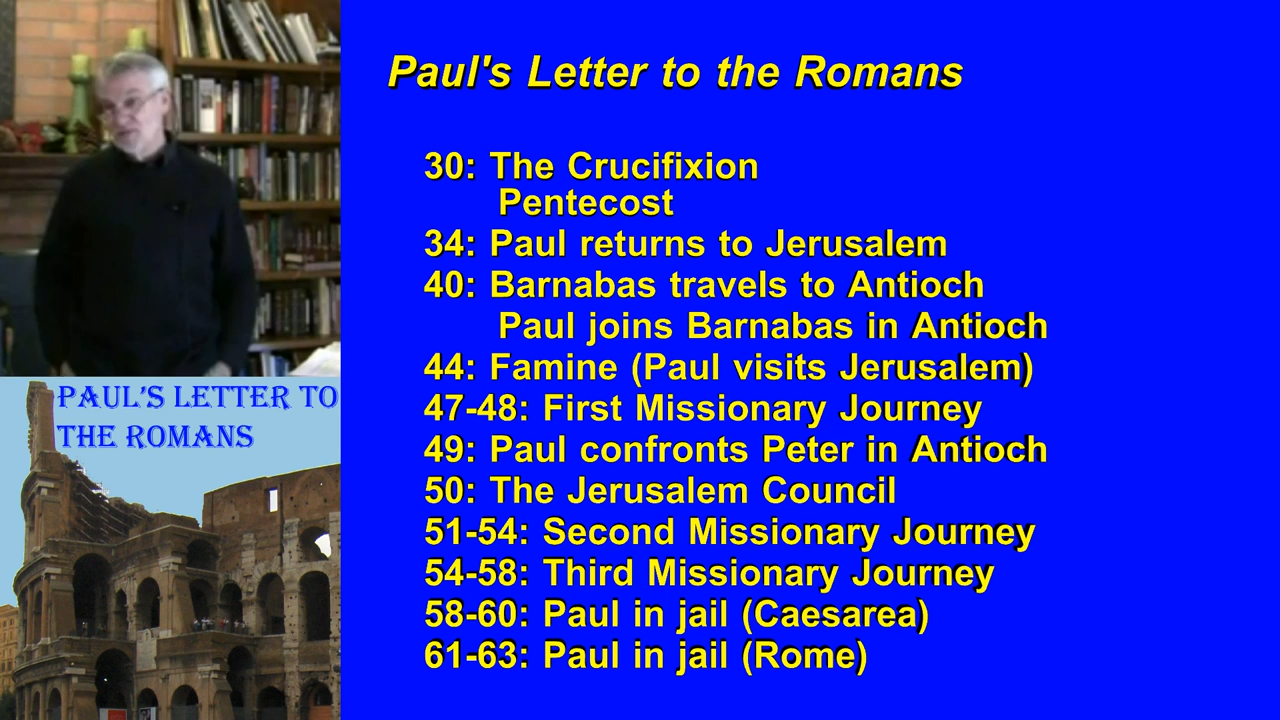 Paul's Letter to the Romans
30: The Crucifixion
Pentecost
34: Paul returns to Jerusalem
40: Barnabas travels to Antioch
Paul joins Barnabas in Antioch
44: Famine (Paul visits Jerusalem)
47-48: First Missionary Journey
49: Paul confronts Peter in Antioch
50: The Jerusalem Council
51-54: Second Missionary Journey
54-58: Third Missionary Journey
58-60: Paul in jail (Caesarea)
61-63: Paul in jail (Rome)
PAUL'S LETTER TO
THE ROMANS